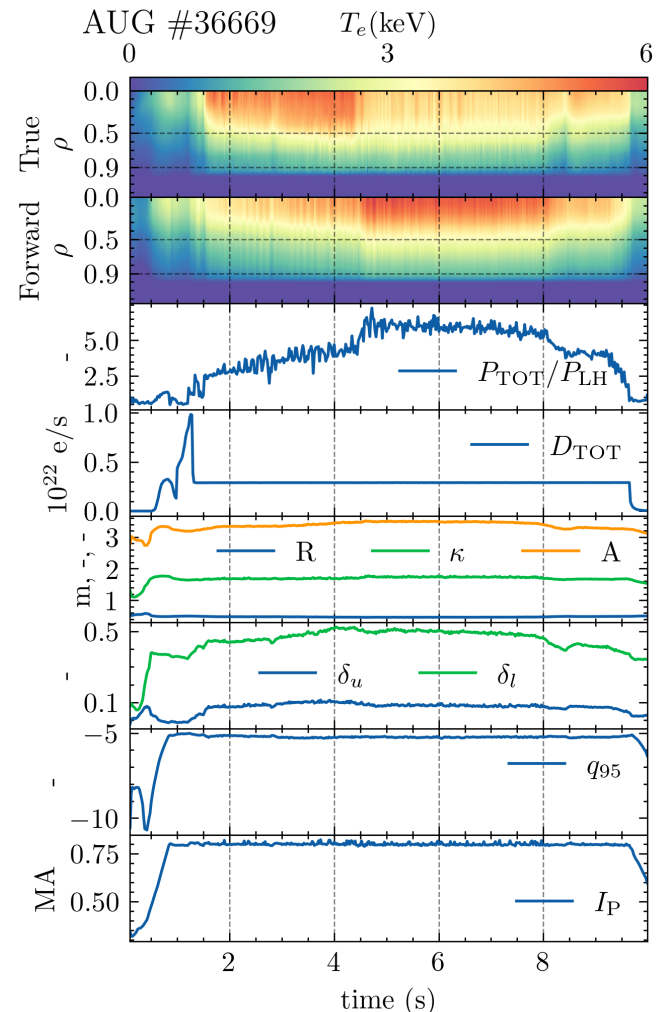 AUG #36669 T_e(keV)
0 3 6
True
ρ
0.0
0.5
0.9
Forward
ρ
0.0
0.5
0.9
-
5.0
2.5
P_TOT/P_LH
10^22 e/s
1.0
0.5
0.0
D_TOT
m, -, -
3
2
1
R κ A
-
0.5
0.1
δ_u δ_l
-
−5
−10
q_95
MA
0.75
0.50
I_P
2 4 6 8
time (s)